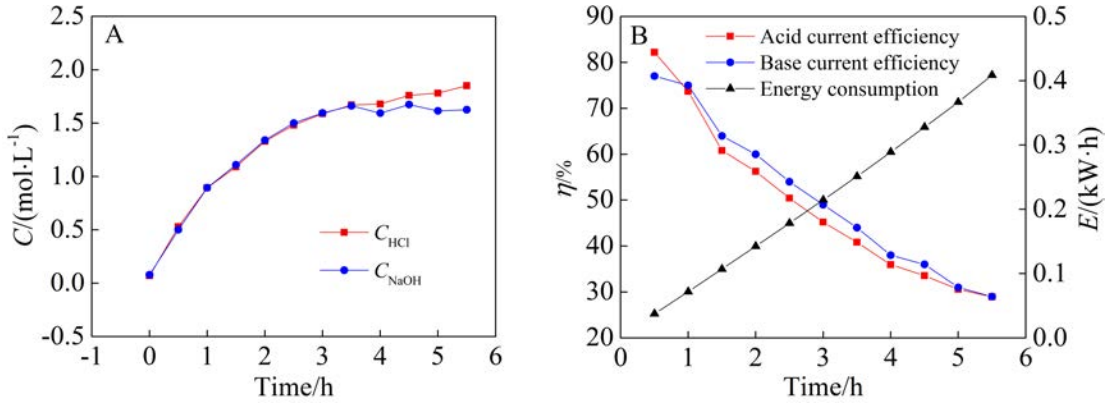 A
2.5
2.0
1.5
1.0
0.5
0.0
-0.5
C/(mol·L⁻¹)
C_HCl
C_NaOH
-1 0 1 2 3 4 5 6
Time/h
B
90
80
70
60
50
40
30
20
η/%
Acid current efficiency
Base current efficiency
Energy consumption
0.5
0.4
0.3
0.2
0.1
0.0
E/(kW·h)
0 1 2 3 4 5 6
Time/h